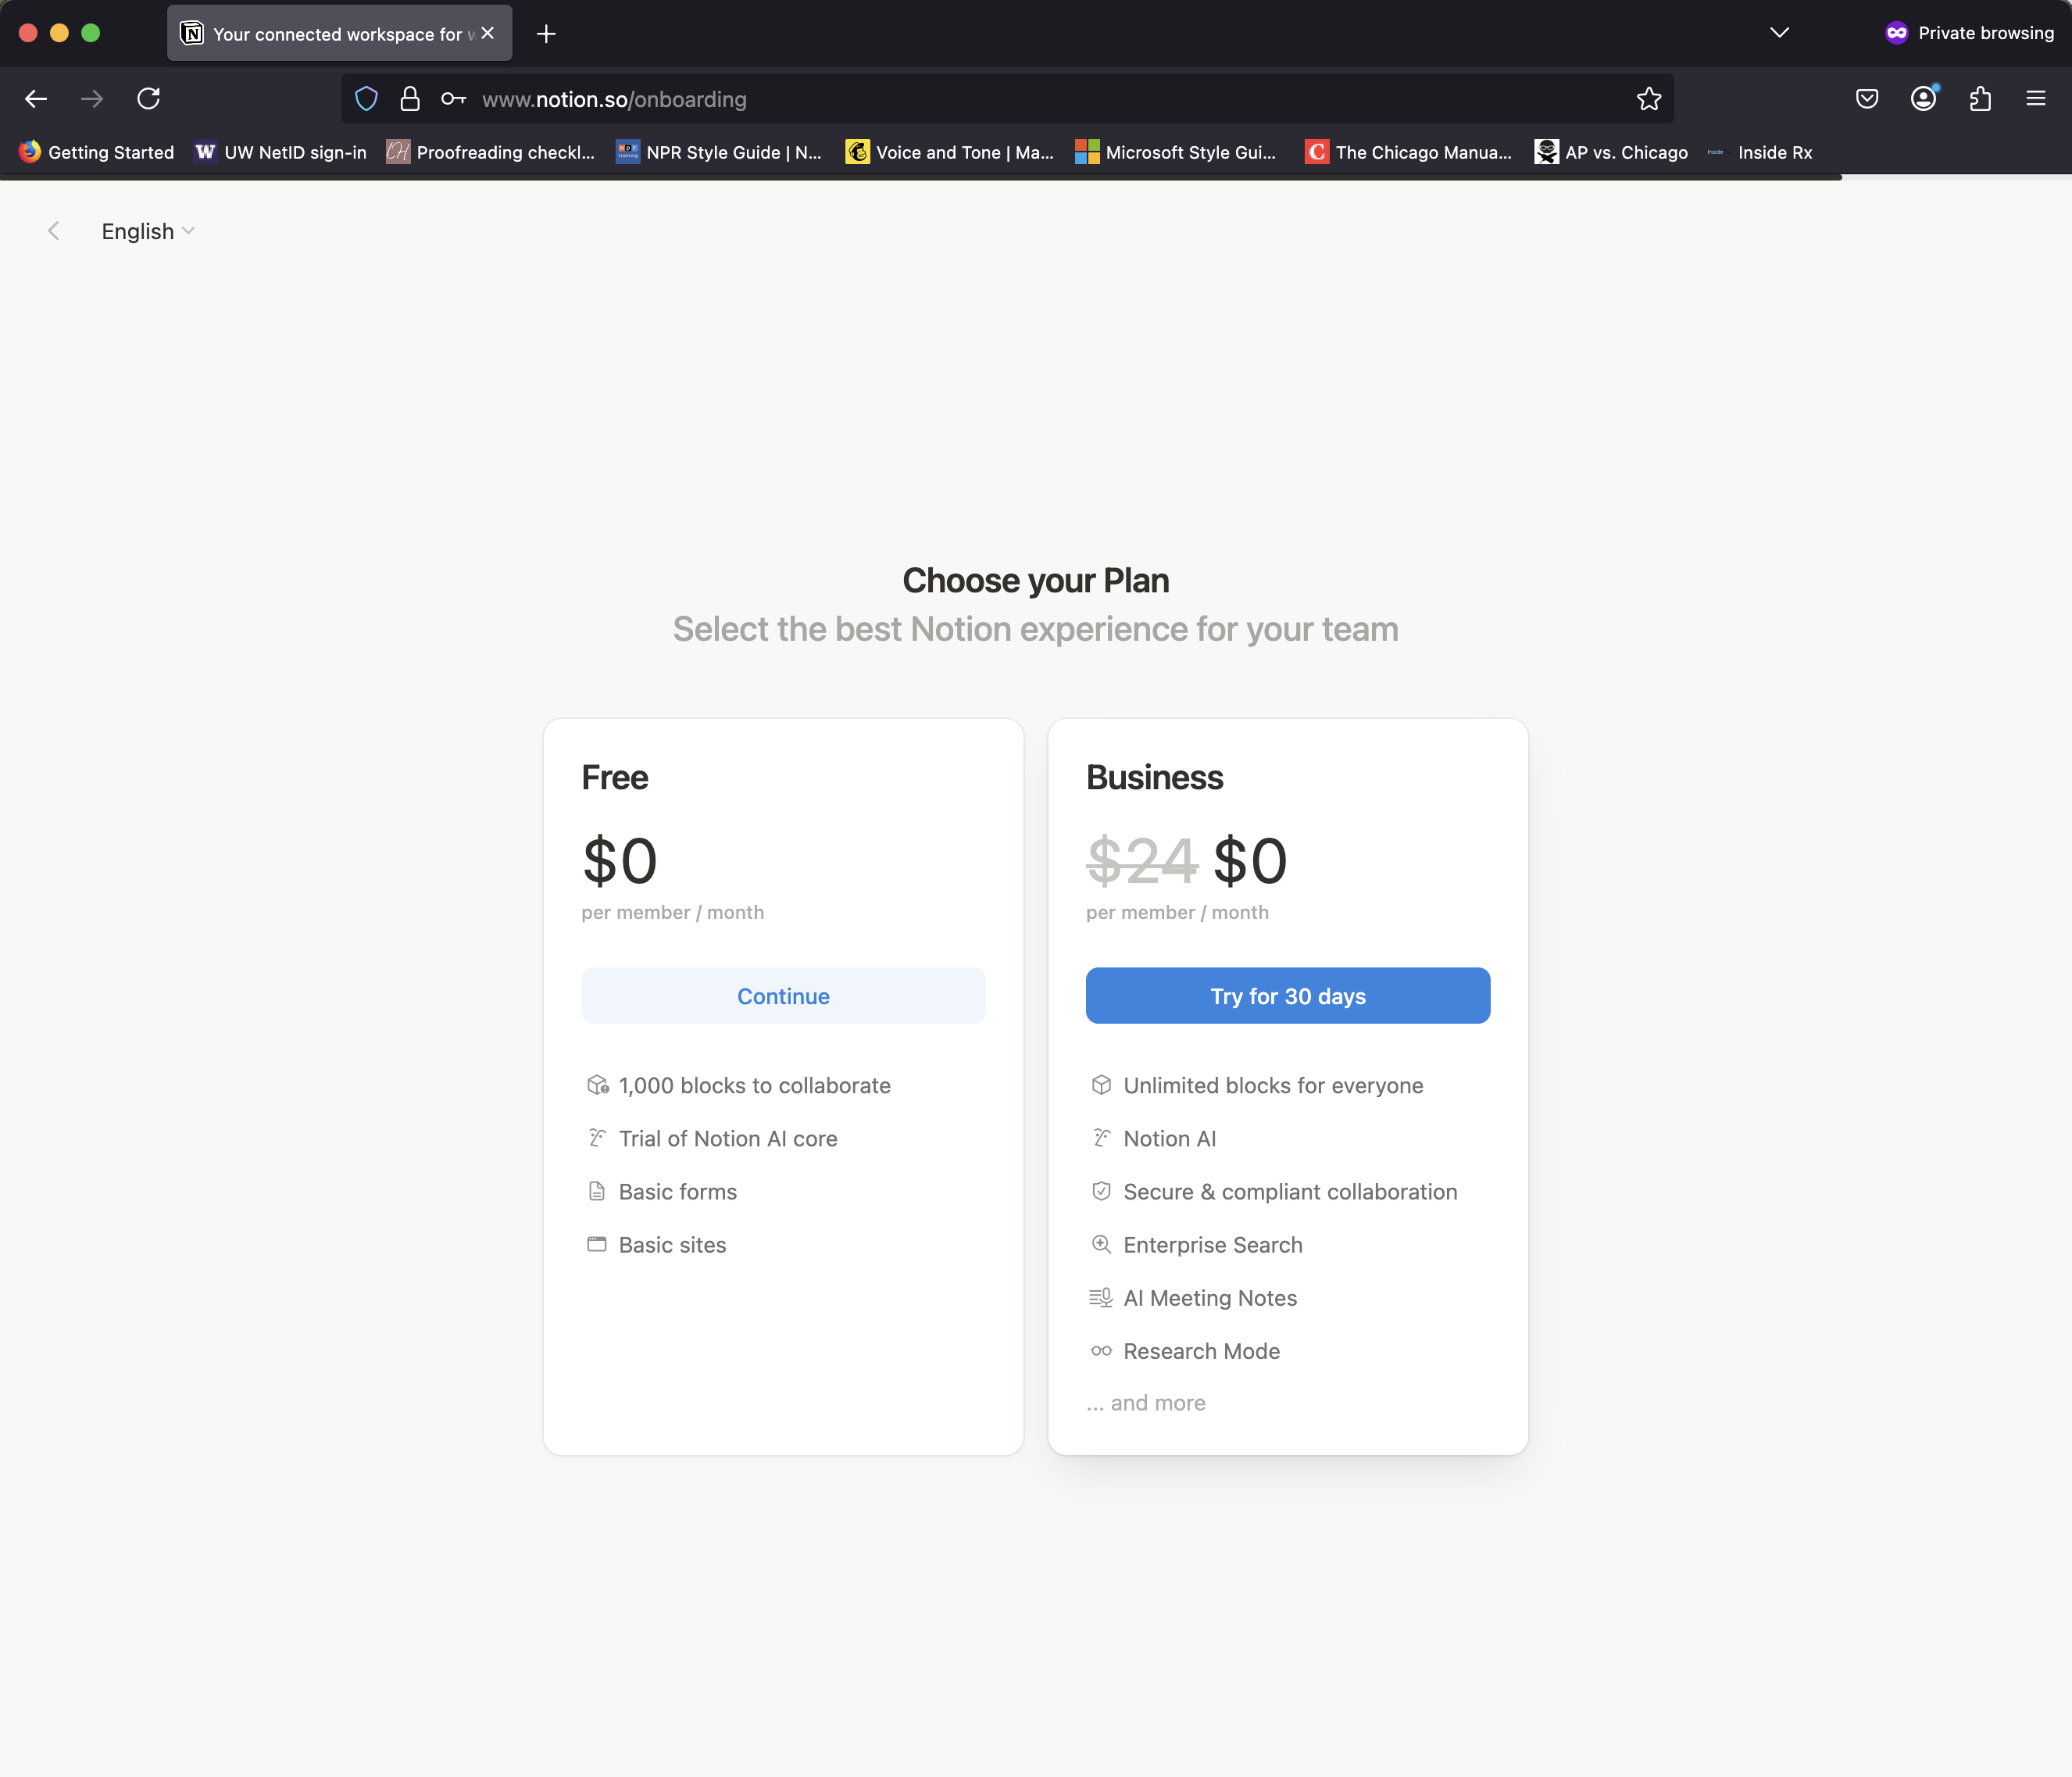 Your connected workspace for
Private browsing
www.notion.so/onboarding
Getting Started
UW NetID sign-in
Proofreading checkl...
NPR Style Guide | N...
Voice and Tone | Ma...
Microsoft Style Gui...
The Chicago Manua...
AP vs. Chicago
Inside Rx
English
Choose your Plan
Select the best Notion experience for your team
Free
$0
per member / month
Continue
1,000 blocks to collaborate
Trial of Notion AI core
Basic forms
Basic sites
Business
$24 $0
per member / month
Try for 30 days
Unlimited blocks for everyone
Notion AI
Secure & compliant collaboration
Enterprise Search
AI Meeting Notes
Research Mode
... and more